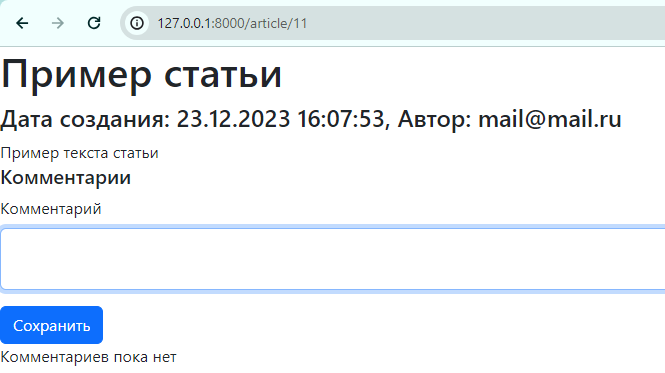 127.0.0.1:8000/article/11
Пример статьи
Дата создания: 23.12.2023 16:07:53, Автор: mail@mail.ru
Пример текста статьи
Комментарии
Комментарий
Сохранить
Комментариев пока нет